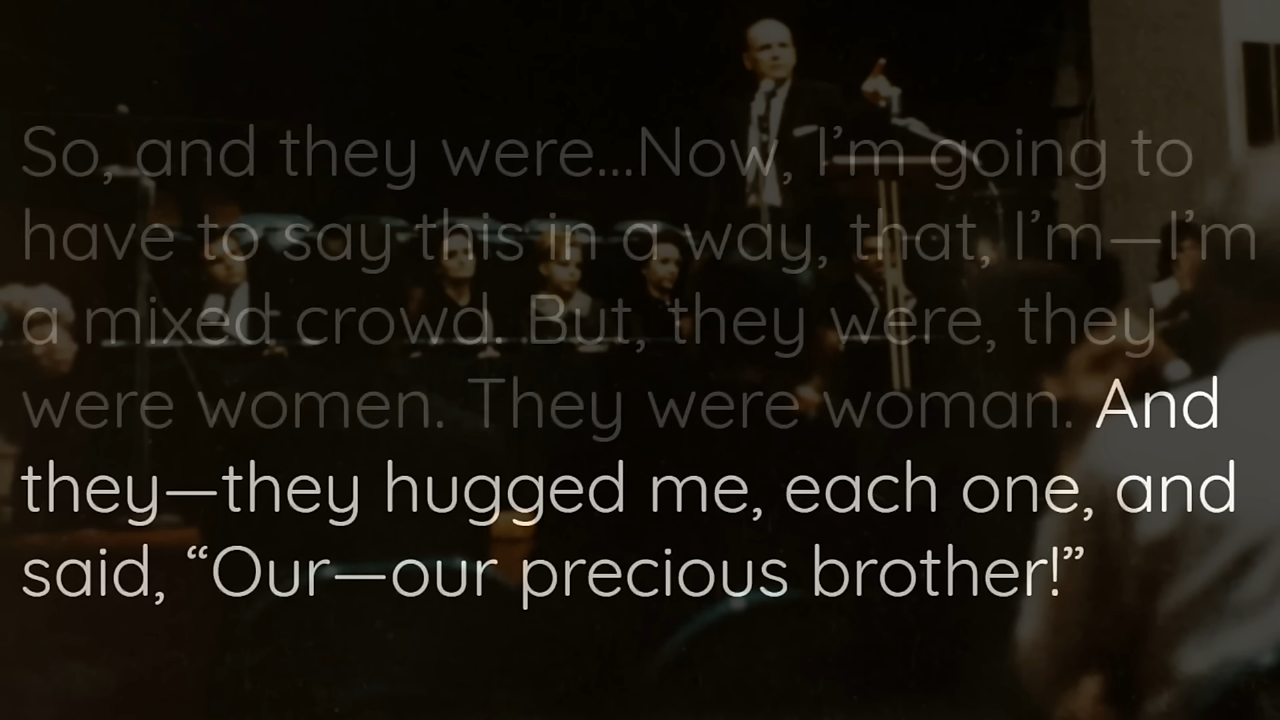 So, and they were...Now, I’m going to
have to say this in a way, that, I’m—I’m
a mixed crowd. But, they were, they
were women. They were woman. And
they—they hugged me, each one, and
said, “Our—our precious brother!”